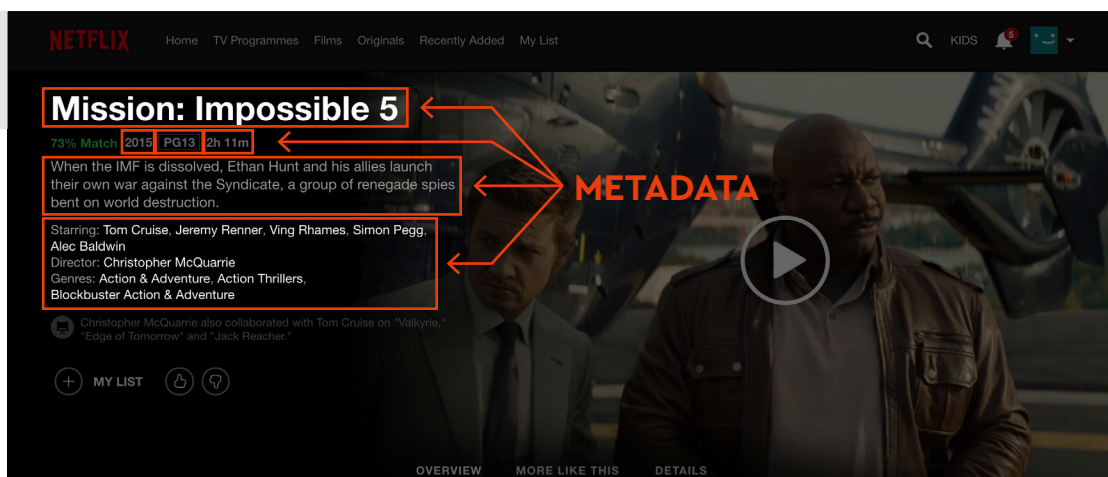 NETFLIX Home TV Programmes Films Originals Recently Added My List KIDS 5
Mission: Impossible 5
73% Match 2015 PG13 2h 11m
When the IMF is dissolved, Ethan Hunt and his allies launch
their own war against the Syndicate, a group of renegade spies
bent on world destruction.
METADATA
Starring: Tom Cruise, Jeremy Renner, Ving Rhames, Simon Pegg,
Alec Baldwin
Director: Christopher McQuarrie
Genres: Action & Adventure, Action Thrillers,
Blockbuster Action & Adventure
Christopher McQuarrie also collaborated with Tom Cruise on "Valkyrie,"
"Edge of Tomorrow" and "Jack Reacher."
MY LIST
OVERVIEW MORE LIKE THIS DETAILS